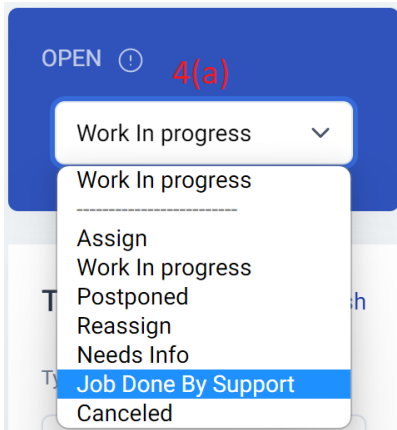 OPEN
4(a)
Work In progress
Work In progress
-------------------------
Assign
Work In progress
Postponed
Reassign
Needs Info
Job Done By Support
Canceled